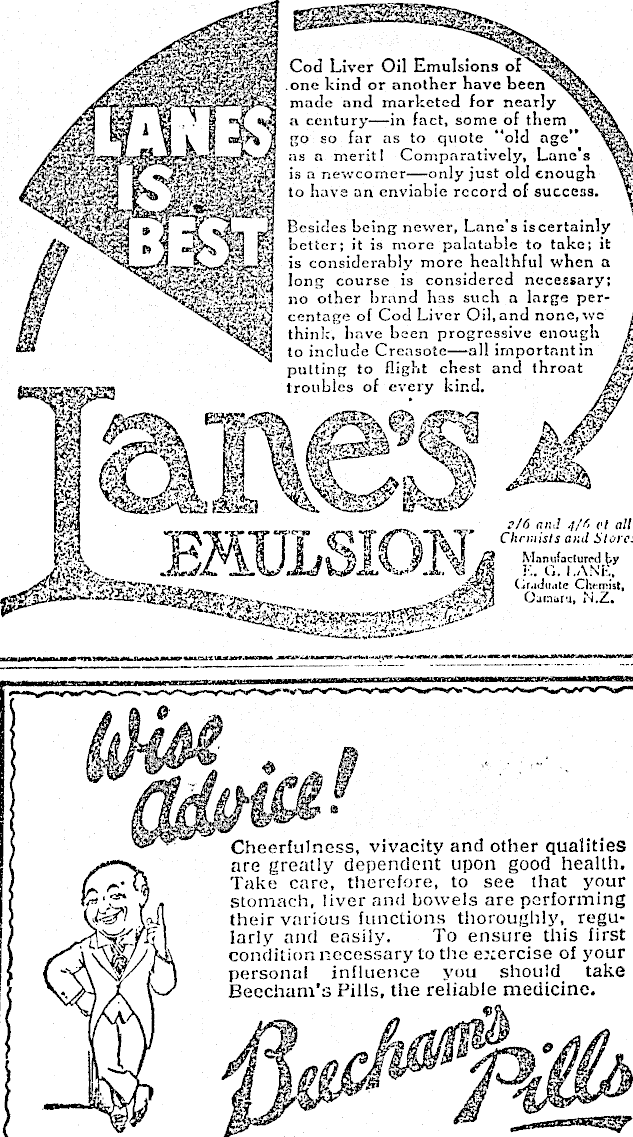 LANES
IS
BEST
Cod Liver Oil Emulsions of
one kind or another have been
made and marketed for nearly
a century—in fact, some of them
go so far as to quote "old age"
as a merit! Comparatively, Lane's
is a newcomer—only just old enough
to have an enviable record of success.
Besides being newer, Lane's is certainly
better; it is more palatable to take; it
is considerably more healthful when a
long course is considered necessary;
no other brand has such a large per-
centage of Cod Liver Oil, and none, we
think, have been progressive enough
to include Creasote—all important in
putting to flight chest and throat
troubles of every kind.
Lane's
EMULSION
2/6 and 4/6 at all
Chemists and Stores
Manufactured by
E. G. LANE,
Graduate Chemist,
Oamaru, N.Z.
Wise
Advice!
Cheerfulness, vivacity and other qualities
are greatly dependent upon good health.
Take care, therefore, to see that your
stomach, liver and bowels are performing
their various functions thoroughly, regu-
larly and easily. To ensure this first
condition necessary to the exercise of your
personal influence you should take
Beecham's Pills, the reliable medicine.
Beecham's
Pills